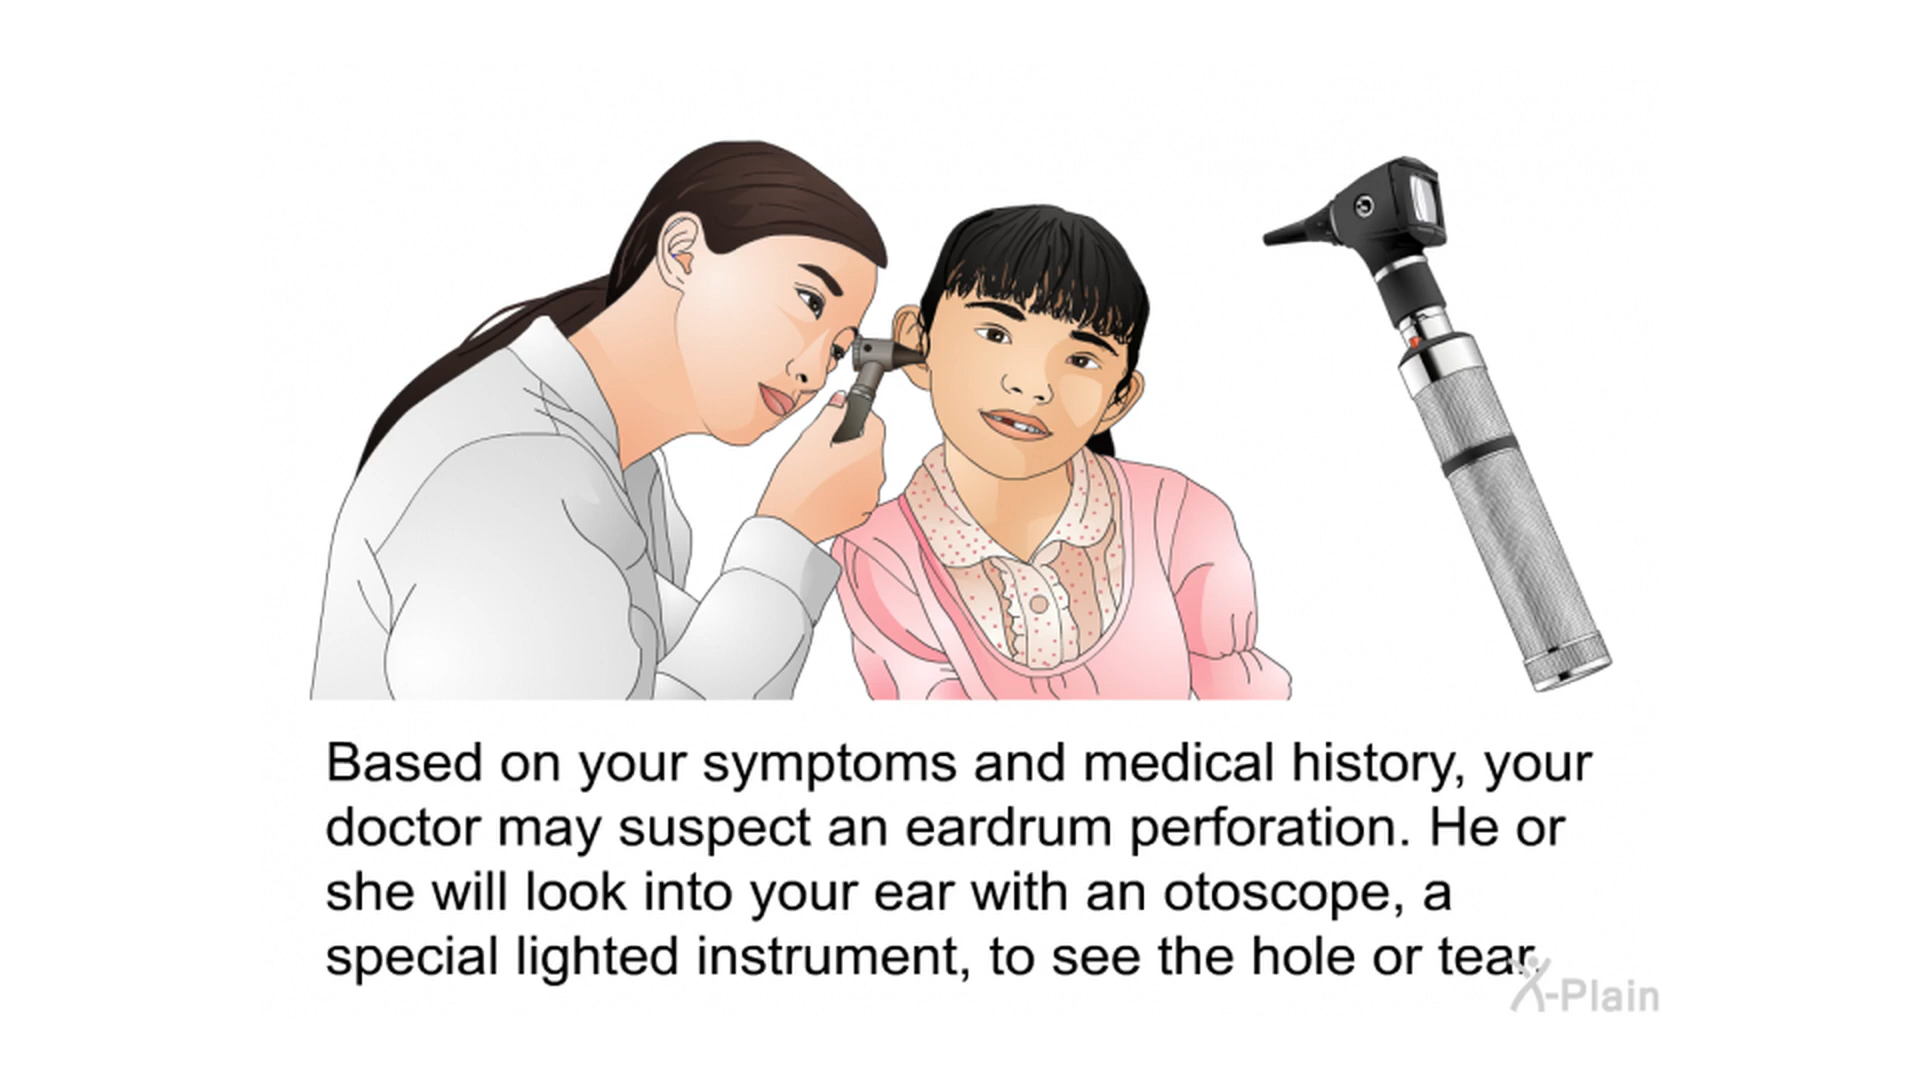 Based on your symptoms and medical history, your
doctor may suspect an eardrum perforation. He or
she will look into your ear with an otoscope, a
special lighted instrument, to see the hole or tear.
X-Plain